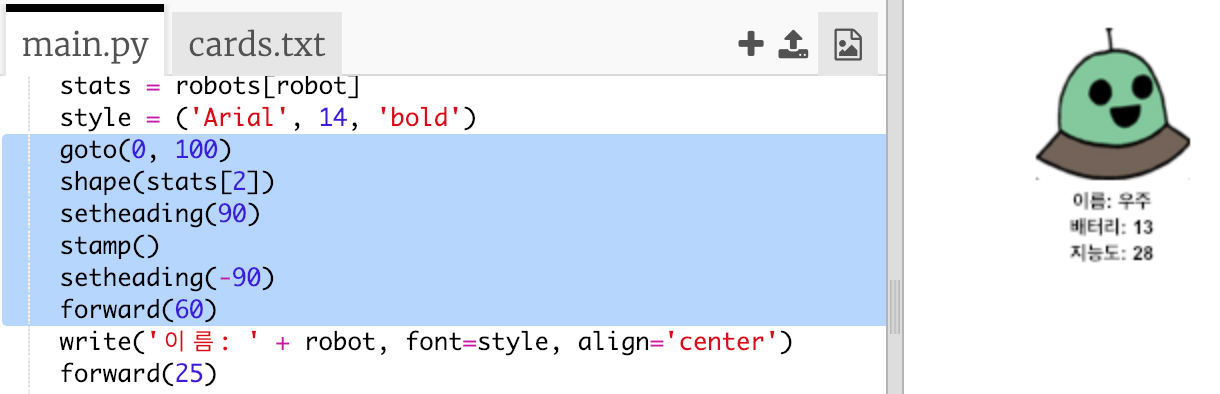 main.py cards.txt
stats = robots[robot]
style = ('Arial', 14, 'bold')
goto(0, 100)
shape(stats[2])
setheading(90)
stamp()
setheading(-90)
forward(60)
write('이름: ' + robot, font=style, align='center')
forward(25)
이름: 우주
배터리: 13
지능도: 28